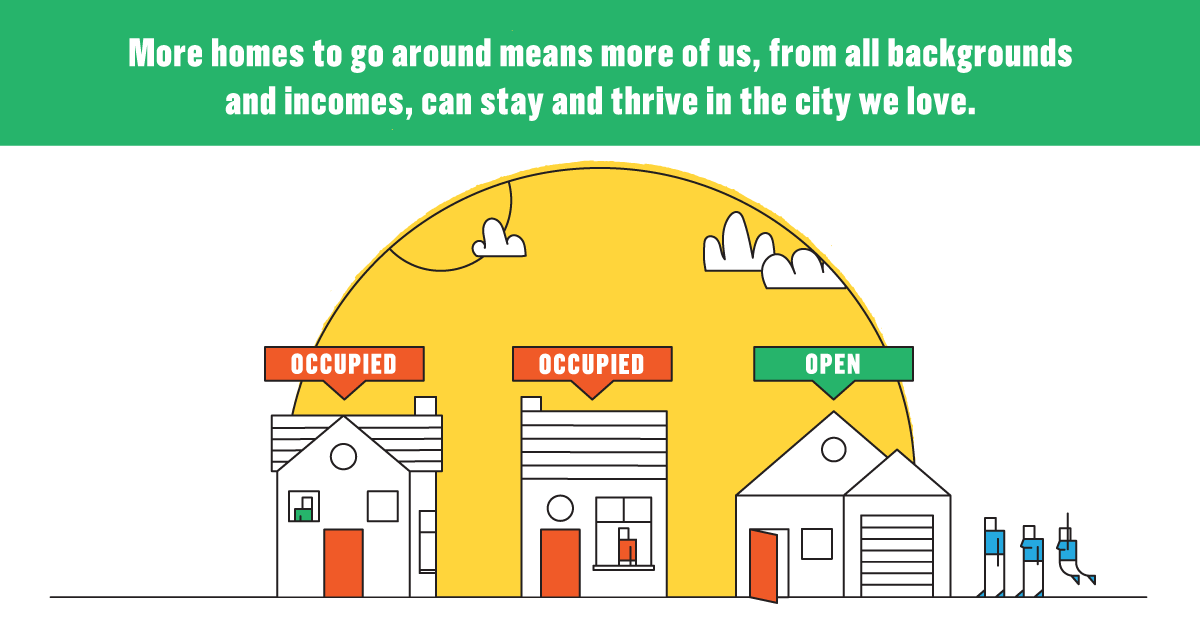 More homes to go around means more of us, from all backgrounds
and incomes, can stay and thrive in the city we love.
OCCUPIED
OCCUPIED
OPEN